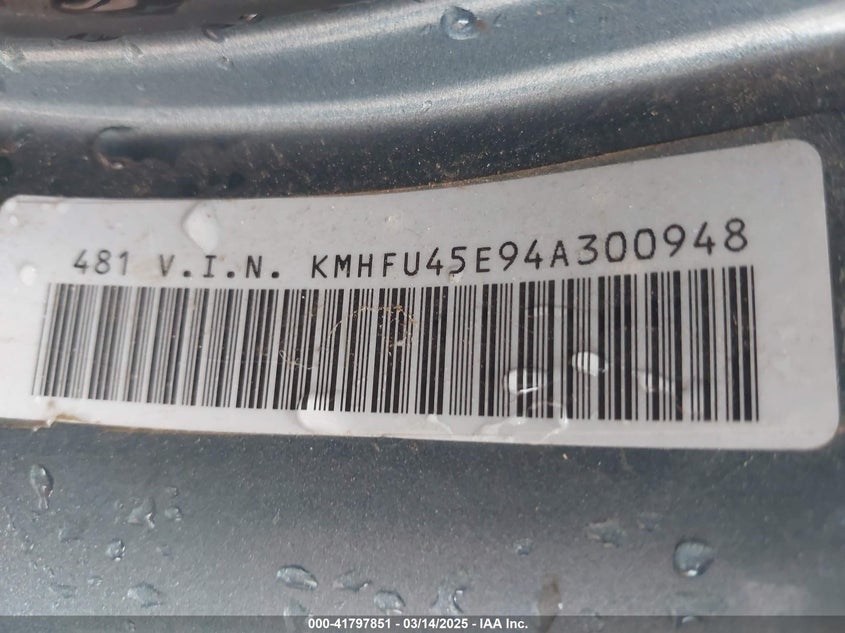 481 V.I.N. KMHFU45E94A300948
000-41797851 | 03/14/2025 | IAA Inc.